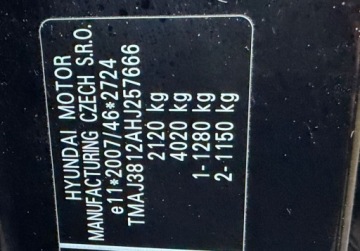 HYUNDAI MOTOR
MANUFACTURING CZECH S.R.O.
e11*2007/46*2724
TMAJ3812AHJ257666
2120 kg
4020 kg
1-1280 kg
2-1150 kg